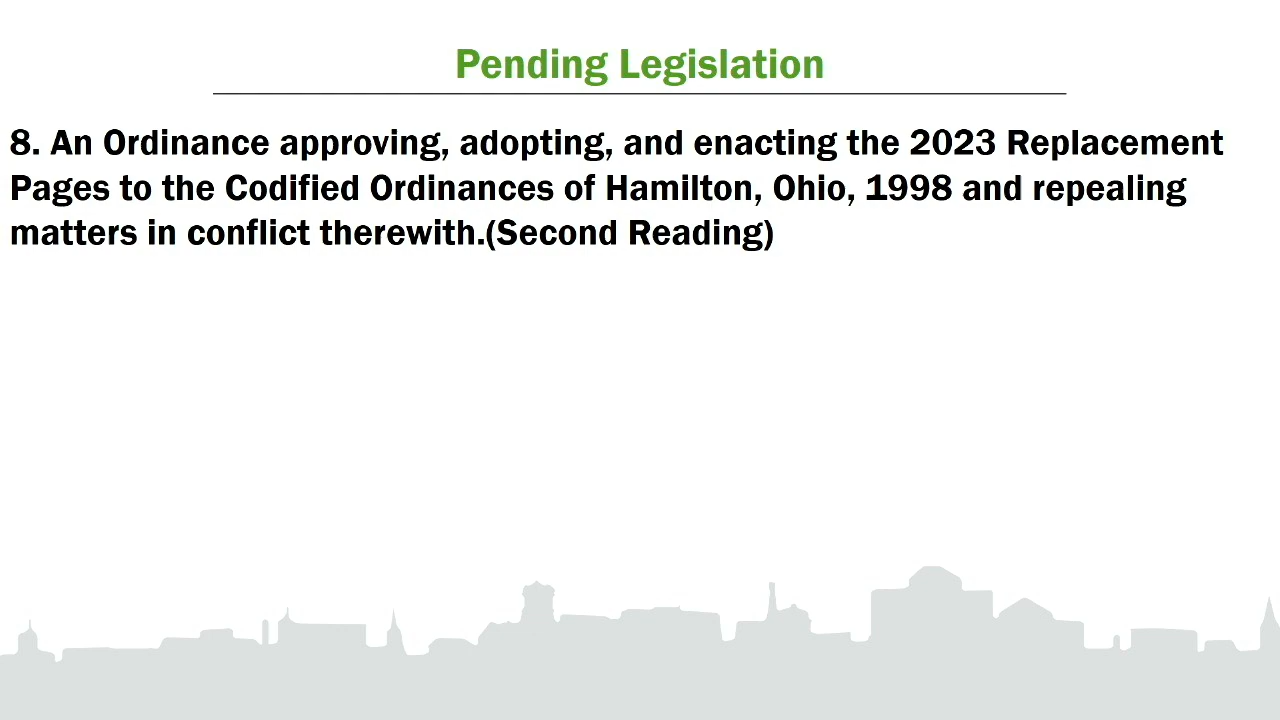 Pending Legislation
8. An Ordinance approving, adopting, and enacting the 2023 Replacement
Pages to the Codified Ordinances of Hamilton, Ohio, 1998 and repealing
matters in conflict therewith.(Second Reading)